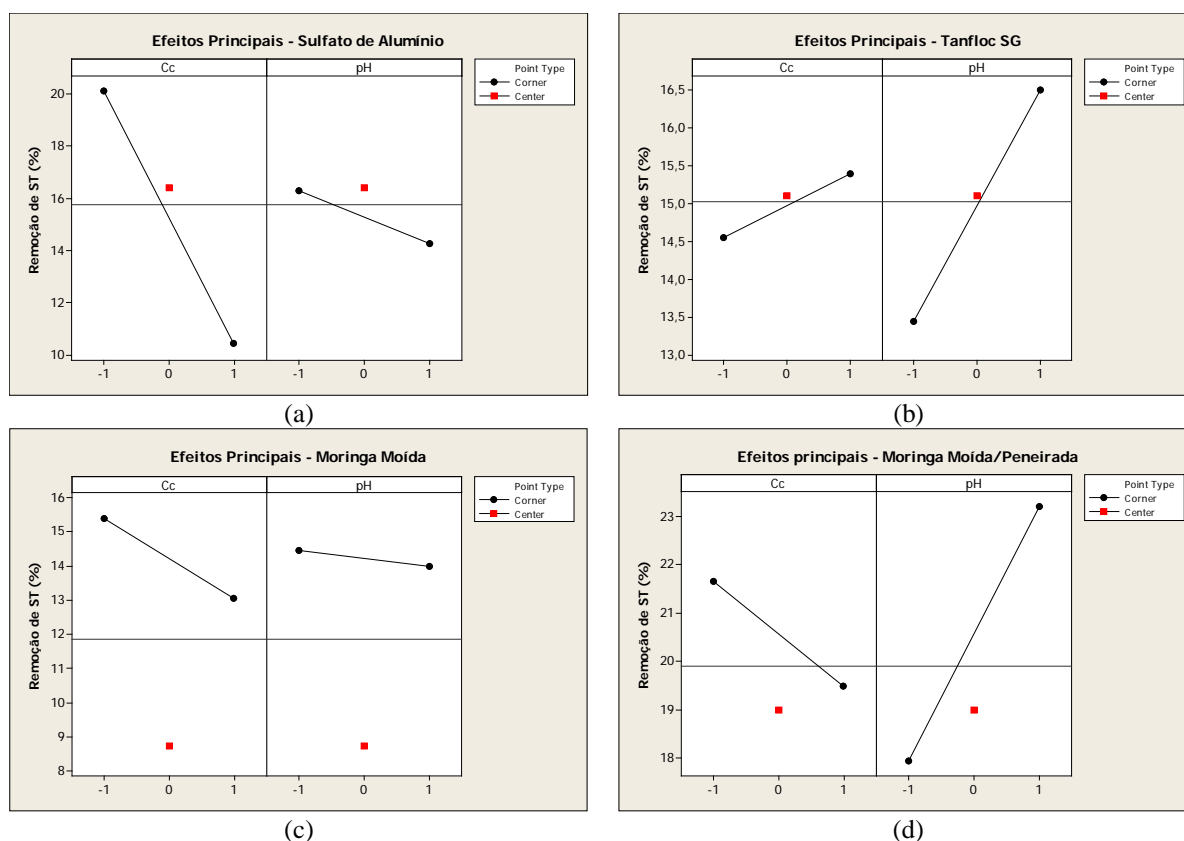 Efeitos Principais - Sulfato de Alumínio
Cc pH
Point Type
Corner
Center
Remoção de ST (%)
20
18
16
14
12
10
-1 0 1 -1 0 1
(a)
Efeitos Principais - Tanfloc SG
Cc pH
Point Type
Corner
Center
Remoção de ST (%)
16,5
16,0
15,5
15,0
14,5
14,0
13,5
13,0
-1 0 1 -1 0 1
(b)
Efeitos Principais - Moringa Moída
Cc pH
Point Type
Corner
Center
Remoção de ST (%)
16
15
14
13
12
11
10
9
8
-1 0 1 -1 0 1
(c)
Efeitos principais - Moringa Moída/Peneirada
Cc pH
Point Type
Corner
Center
Remoção de ST (%)
23
22
21
20
19
18
-1 0 1 -1 0 1
(d)